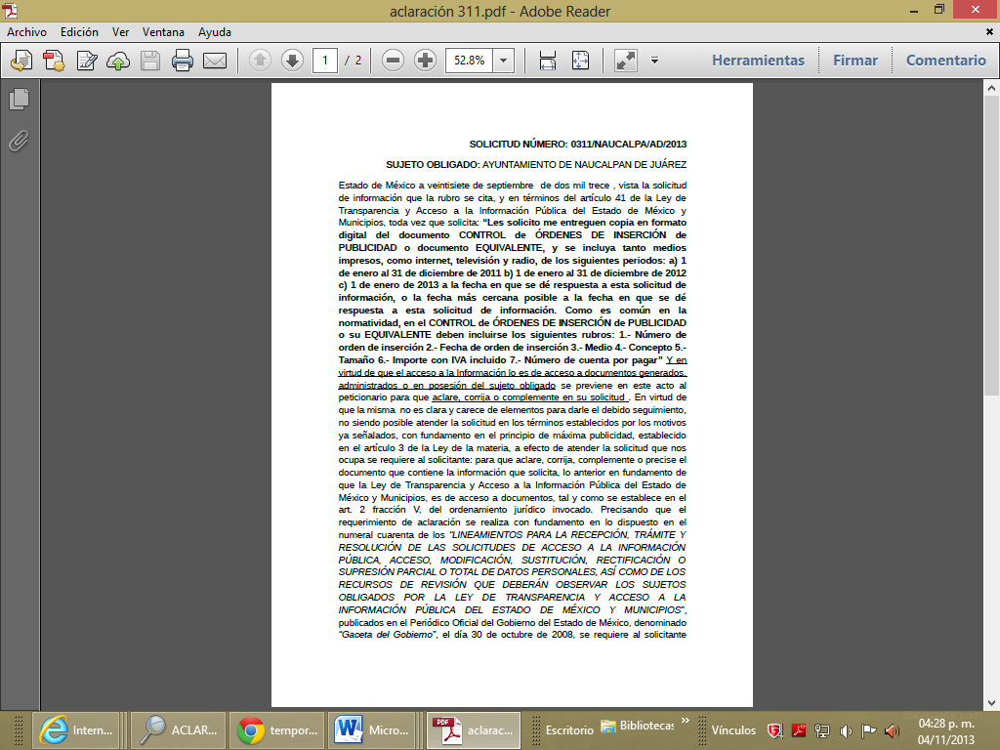 aclaración 311.pdf - Adobe Reader
Archivo Edición Ver Ventana Ayuda
1 / 2 52.8% Herramientas Firmar Comentario
SOLICITUD NÚMERO: 0311/NAUCALPA/AD/2013
SUJETO OBLIGADO: AYUNTAMIENTO DE NAUCALPAN DE JUÁREZ
Estado de México a veintisiete de septiembre de dos mil trece , vista la solicitud
de información que la rubro se cita, y en términos del artículo 41 de la Ley de
Transparencia y Acceso a la Información Pública del Estado de México y
Municipios, toda vez que solicita: “Les solicito me entreguen copia en formato
digital del documento CONTROL de ÓRDENES DE INSERCIÓN de
PUBLICIDAD o documento EQUIVALENTE, y se incluya tanto medios
impresos, como internet, televisión y radio, de los siguientes periodos: a) 1
de enero al 31 de diciembre de 2011 b) 1 de enero al 31 de diciembre de 2012
c) 1 de enero de 2013 a la fecha en que se dé respuesta a esta solicitud de
información, o la fecha más cercana posible a la fecha en que se dé
respuesta a esta solicitud de información. Como es común en la
normatividad, en el CONTROL de ÓRDENES DE INSERCIÓN de PUBLICIDAD
o su EQUIVALENTE deben incluirse los siguientes rubros: 1.- Número de
orden de inserción 2.- Fecha de orden de inserción 3.- Medio 4.- Concepto 5.-
Tamaño 6.- Importe con IVA incluido 7.- Número de cuenta por pagar” Y en
virtud de que el acceso a la Información lo es de acceso a documentos generados,
administrados o en posesión del sujeto obligado se previene en este acto al
peticionario para que aclare, corrija o complemente en su solicitud . En virtud de
que la misma no es clara y carece de elementos para darle el debido seguimiento,
no siendo posible atender la solicitud en los términos establecidos por los motivos
ya señalados, con fundamento en el principio de máxima publicidad, establecido
en el artículo 3 de la Ley de la materia, a efecto de atender la solicitud que nos
ocupa se requiere al solicitante: para que aclare, corrija, complemente o precise el
documento que contiene la información que solicita, lo anterior en fundamento de
que la Ley de Transparencia y Acceso a la Información Pública del Estado de
México y Municipios, es de acceso a documentos, tal y como se establece en el
art. 2 fracción V, del ordenamiento jurídico invocado. Precisando que el
requerimiento de aclaración se realiza con fundamento en lo dispuesto en el
numeral cuarenta de los “LINEAMIENTOS PARA LA RECEPCIÓN, TRÁMITE Y
RESOLUCIÓN DE LAS SOLICITUDES DE ACCESO A LA INFORMACIÓN
PÚBLICA, ACCESO, MODIFICACIÓN, SUSTITUCIÓN, RECTIFICACIÓN O
SUPRESIÓN PARCIAL O TOTAL DE DATOS PERSONALES, ASÍ COMO DE LOS
RECURSOS DE REVISIÓN QUE DEBERÁN OBSERVAR LOS SUJETOS
OBLIGADOS POR LA LEY DE TRANSPARENCIA Y ACCESO A LA
INFORMACIÓN PÚBLICA DEL ESTADO DE MÉXICO Y MUNICIPIOS”,
publicados en el Periódico Oficial del Gobierno del Estado de México, denominado
“Gaceta del Gobierno”, el día 30 de octubre de 2008, se requiere al solicitante
Intern... ACLAR... tempor... Micro... aclarac... Escritorio Bibliotecas » Vínculos 04:28 p. m.
04/11/2013